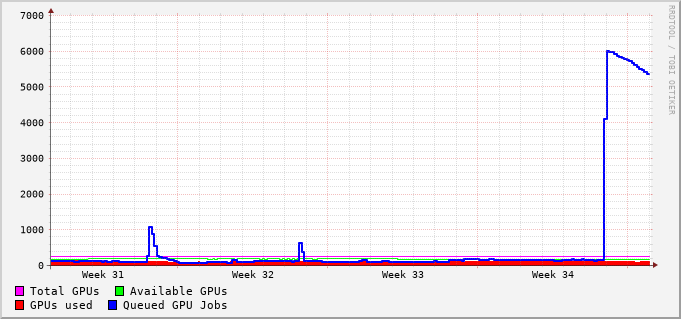 7000
6000
5000
4000
3000
2000
1000
0
Week 31 Week 32 Week 33 Week 34
Total GPUs Available GPUs
GPUs used Queued GPU Jobs
RRDTOOL / TOBI OETIKER